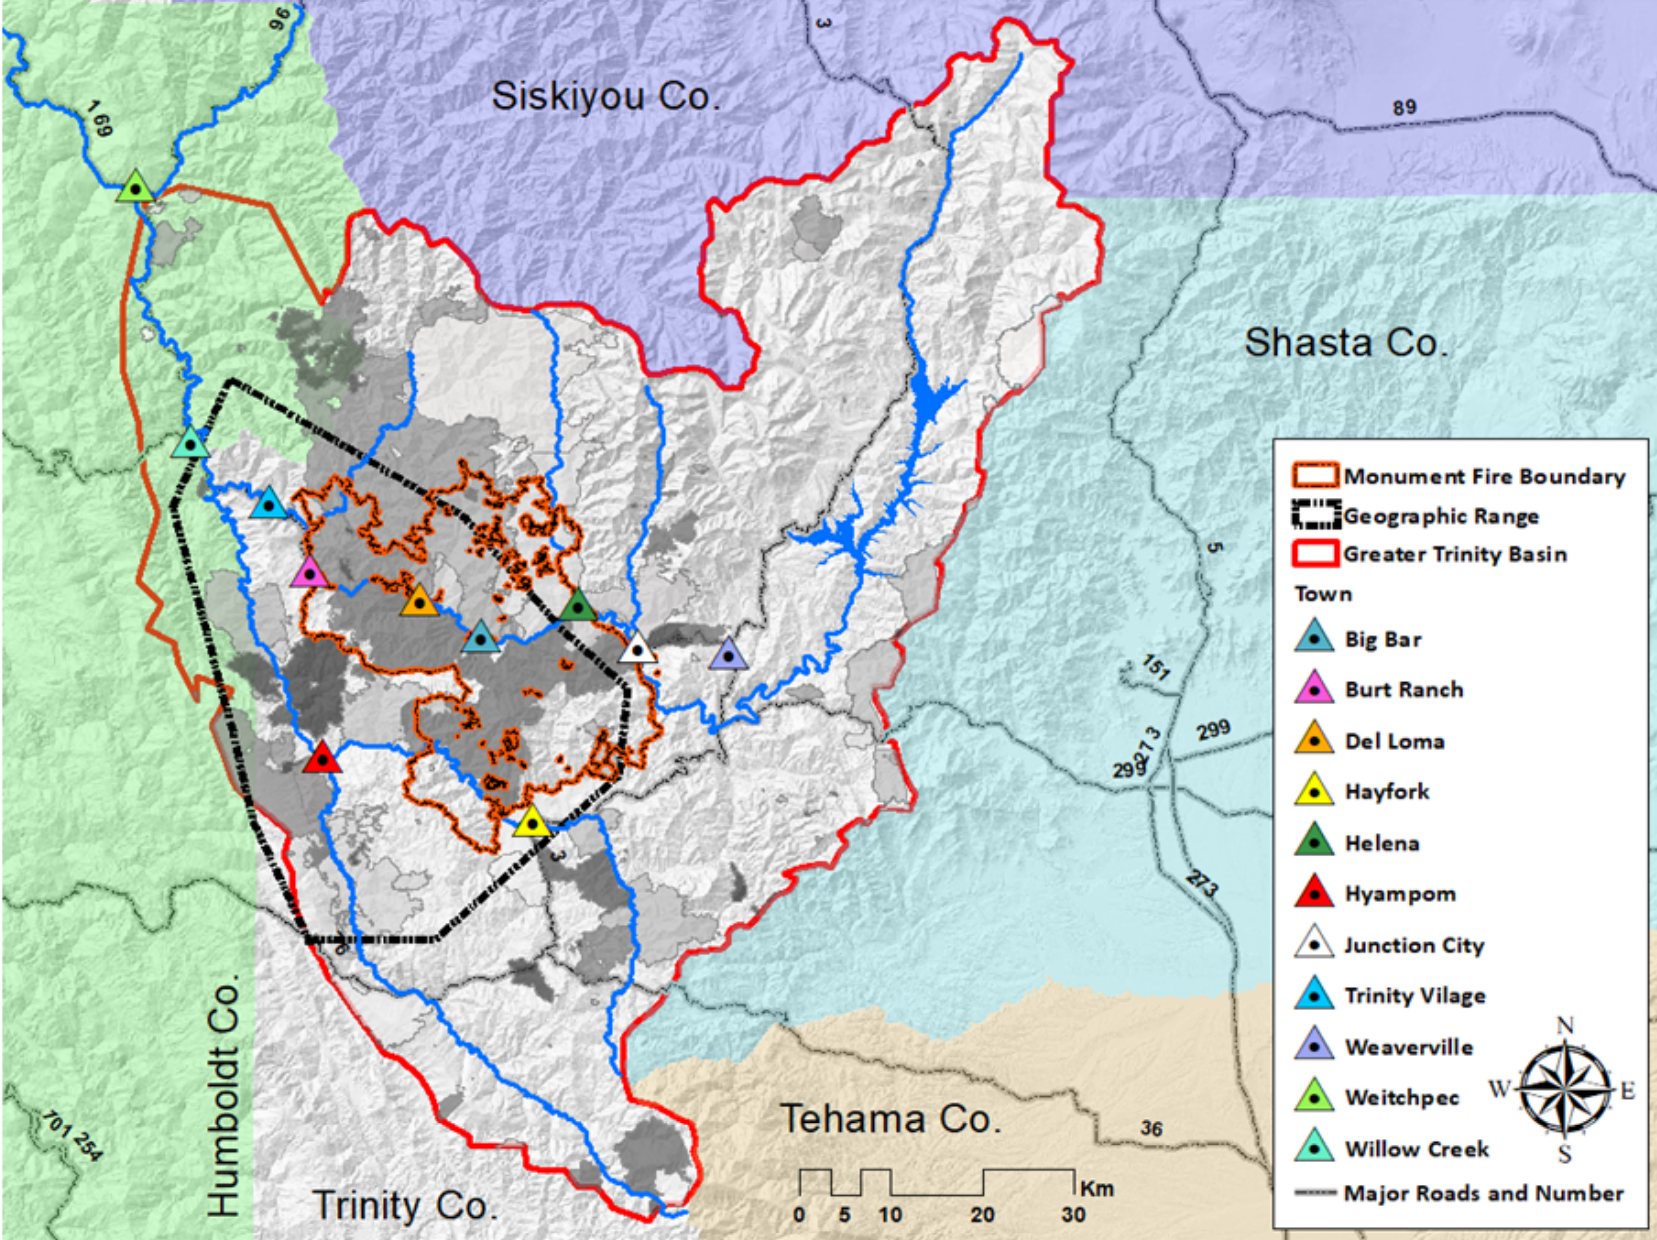 96
3
Siskiyou Co.
89
169
Shasta Co.
Monument Fire Boundary
Geographic Range
Greater Trinity Basin
Town
Big Bar
Burt Ranch
Del Loma
Hayfork
Helena
Hyampom
Junction City
Trinity Vilage
Weaverville
Weitchpec
Willow Creek
Major Roads and Number
N
W
E
S
5
151
299
273
299
273
3
Humboldt Co.
701 254
Trinity Co.
Tehama Co.
36
Km
0 5 10 20 30